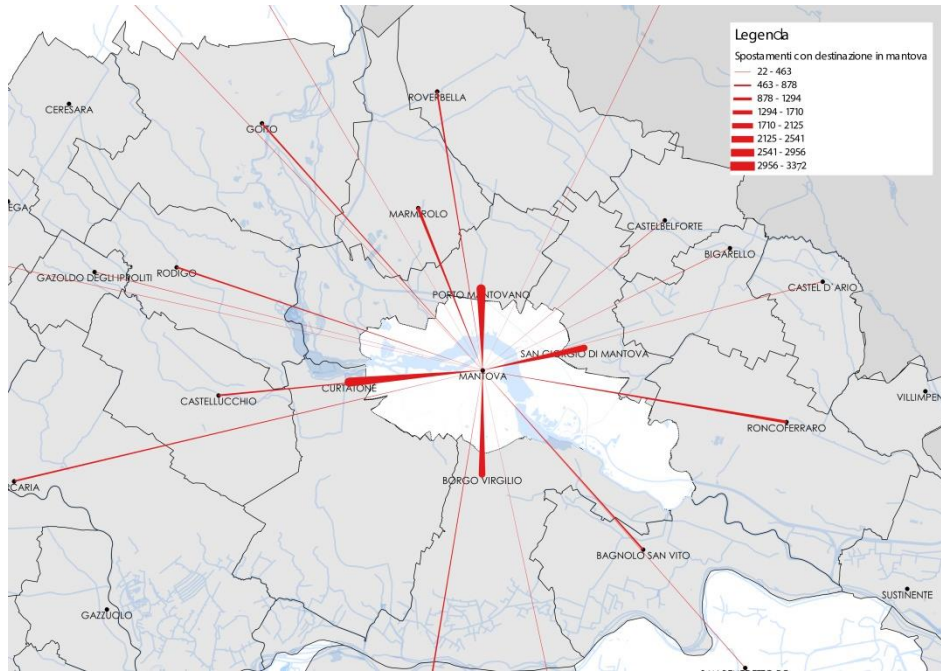 Legenda
Spostamenti con destinazione in mantova
22 - 463
463 - 878
878 - 1294
1294 - 1710
1710 - 2125
2125 - 2541
2541 - 2956
2956 - 3372
ROVERBELLA
CERESARA
GOITO
MARMIROLO
CASTELBELFORTE
BIGARELLO
GAZOLDO DEGLI IPPOLITI
RODIGO
CASTEL D'ARIO
PORTO MANTOVANO
SAN GIORGIO DI MANTOVA
MANTOVA
CURTATONE
CASTELLUCCHIO
VILLIMPEN
RONCOFERRARO
CARIA
BORGO VIRGILIO
BAGNOLO SAN VITO
SUSTINENTE
GAZZUOLO